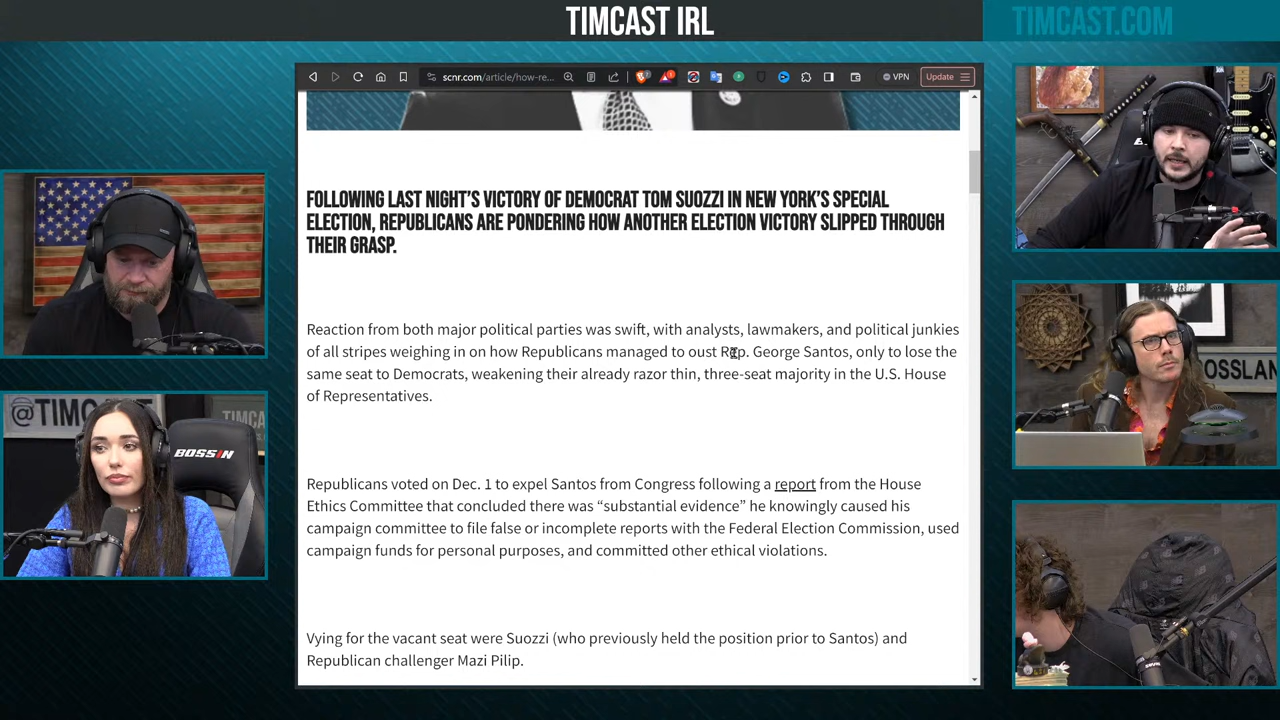 TIMCAST IRL
TIMCAST.COM
scnr.com/article/how-re...
VPN
Update
FOLLOWING LAST NIGHT'S VICTORY OF DEMOCRAT TOM SUOZZI IN NEW YORK'S SPECIAL
ELECTION, REPUBLICANS ARE PONDERING HOW ANOTHER ELECTION VICTORY SLIPPED THROUGH
THEIR GRASP.
Reaction from both major political parties was swift, with analysts, lawmakers, and political junkies
of all stripes weighing in on how Republicans managed to oust Rep. George Santos, only to lose the
same seat to Democrats, weakening their already razor thin, three-seat majority in the U.S. House
of Representatives.
Republicans voted on Dec. 1 to expel Santos from Congress following a report from the House
Ethics Committee that concluded there was “substantial evidence” he knowingly caused his
campaign committee to file false or incomplete reports with the Federal Election Commission, used
campaign funds for personal purposes, and committed other ethical violations.
Vying for the vacant seat were Suozzi (who previously held the position prior to Santos) and
Republican challenger Mazi Pilip.
@TIMCAST
BOSSIN
OSSLAN